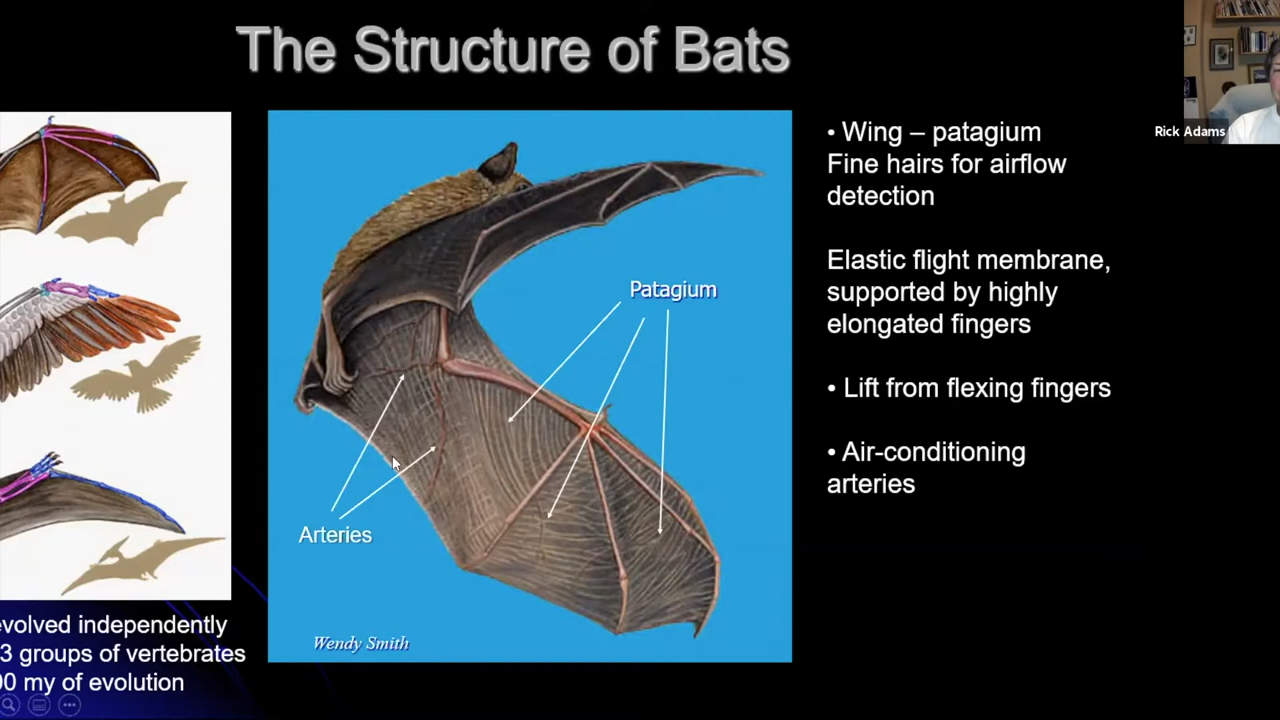 The Structure of Bats
Rick Adams
• Wing – patagium
Fine hairs for airflow
detection
Elastic flight membrane,
supported by highly
elongated fingers
• Lift from flexing fingers
• Air-conditioning
arteries
Patagium
Arteries
Wendy Smith
volved independently
3 groups of vertebrates
00 my of evolution